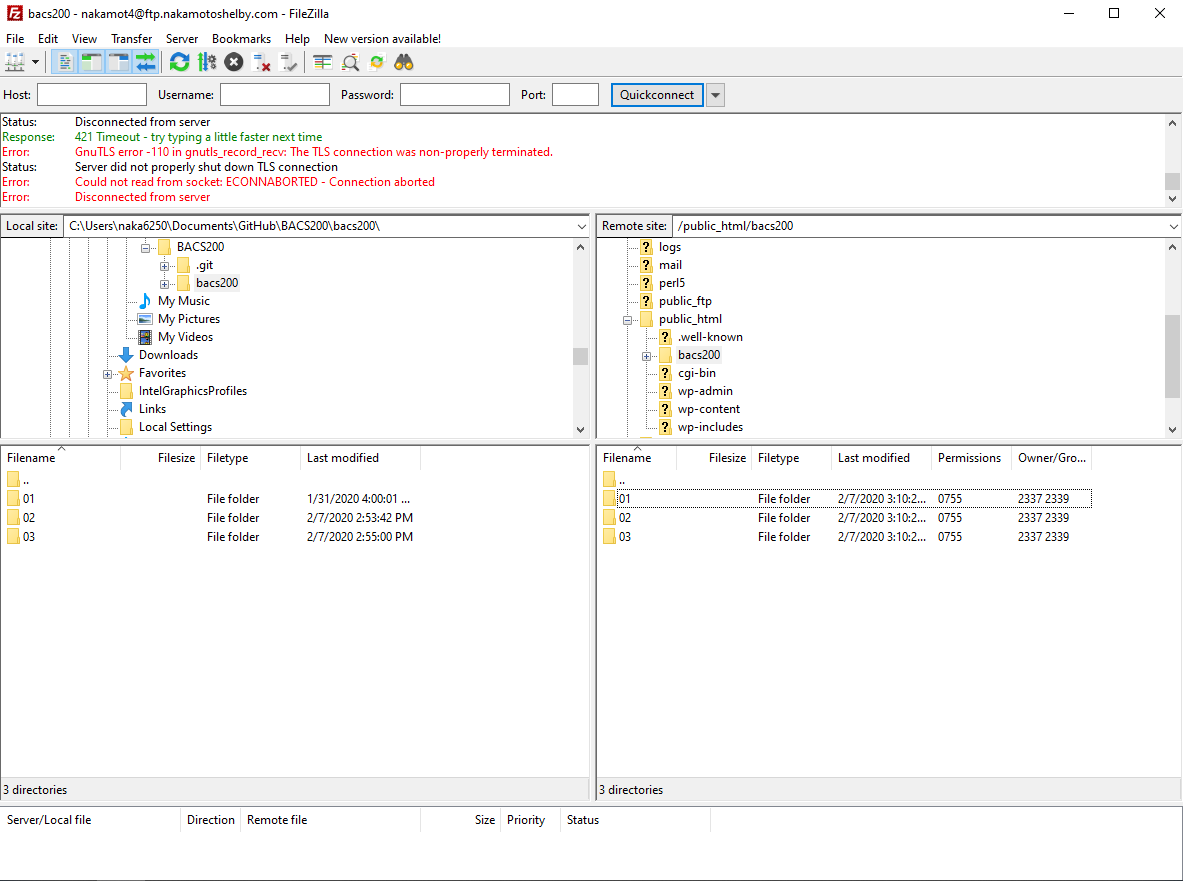 bacs200 - nakamot4@ftp.nakamotoshelby.com - FileZilla
File Edit View Transfer Server Bookmarks Help New version available!
Host: Username: Password: Port: Quickconnect
Status: Disconnected from server
Response: 421 Timeout - try typing a little faster next time
Error: GnuTLS error -110 in gnutls_record_recv: The TLS connection was non-properly terminated.
Status: Server did not properly shut down TLS connection
Error: Could not read from socket: ECONNABORTED - Connection aborted
Error: Disconnected from server
Local site: C:\Users\naka6250\Documents\GitHub\BACS200\bacs200\
BACS200
.git
bacs200
My Music
My Pictures
My Videos
Downloads
Favorites
IntelGraphicsProfiles
Links
Local Settings
Filename Filesize Filetype Last modified
..
01 File folder 1/31/2020 4:00:01 ...
02 File folder 2/7/2020 2:53:42 PM
03 File folder 2/7/2020 2:55:00 PM
3 directories
Remote site: /public_html/bacs200
? logs
? mail
? perl5
? public_ftp
public_html
? .well-known
bacs200
? cgi-bin
? wp-admin
? wp-content
? wp-includes
Filename Filesize Filetype Last modified Permissions Owner/Gro...
..
01 File folder 2/7/2020 3:10:2... 0755 2337 2339
02 File folder 2/7/2020 3:10:2... 0755 2337 2339
03 File folder 2/7/2020 3:10:2... 0755 2337 2339
3 directories
Server/Local file Direction Remote file Size Priority Status